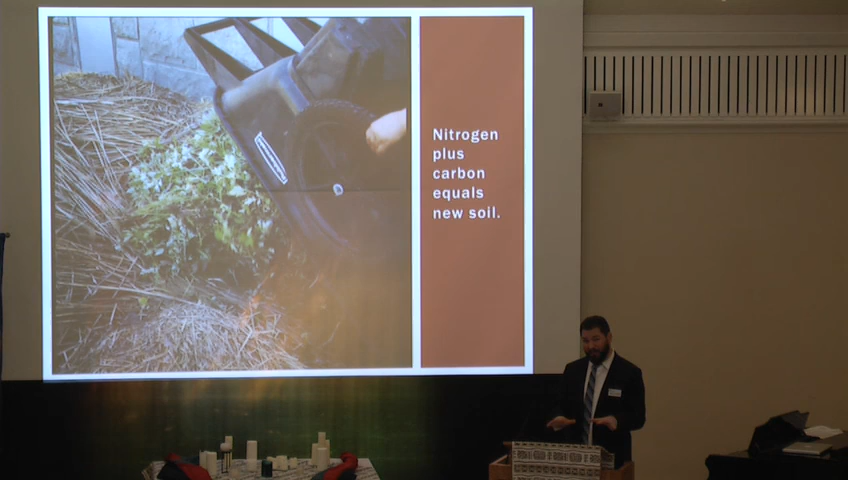 Nitrogen
plus
carbon
equals
new soil.